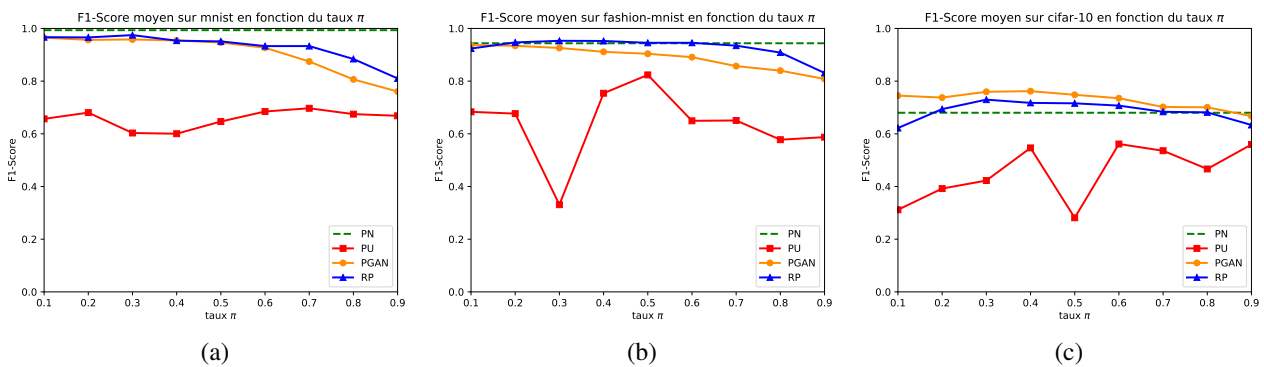 F1-Score moyen sur mnist en fonction du taux π
1.0
0.8
0.6
0.4
0.2
0.0
F1-Score
0.1 0.2 0.3 0.4 0.5 0.6 0.7 0.8 0.9
taux π
PN
PU
PGAN
RP
(a)
F1-Score moyen sur fashion-mnist en fonction du taux π
1.0
0.8
0.6
0.4
0.2
0.0
F1-Score
0.1 0.2 0.3 0.4 0.5 0.6 0.7 0.8 0.9
taux π
PN
PU
PGAN
RP
(b)
F1-Score moyen sur cifar-10 en fonction du taux π
1.0
0.8
0.6
0.4
0.2
0.0
F1-Score
0.1 0.2 0.3 0.4 0.5 0.6 0.7 0.8 0.9
taux π
PN
PU
PGAN
RP
(c)